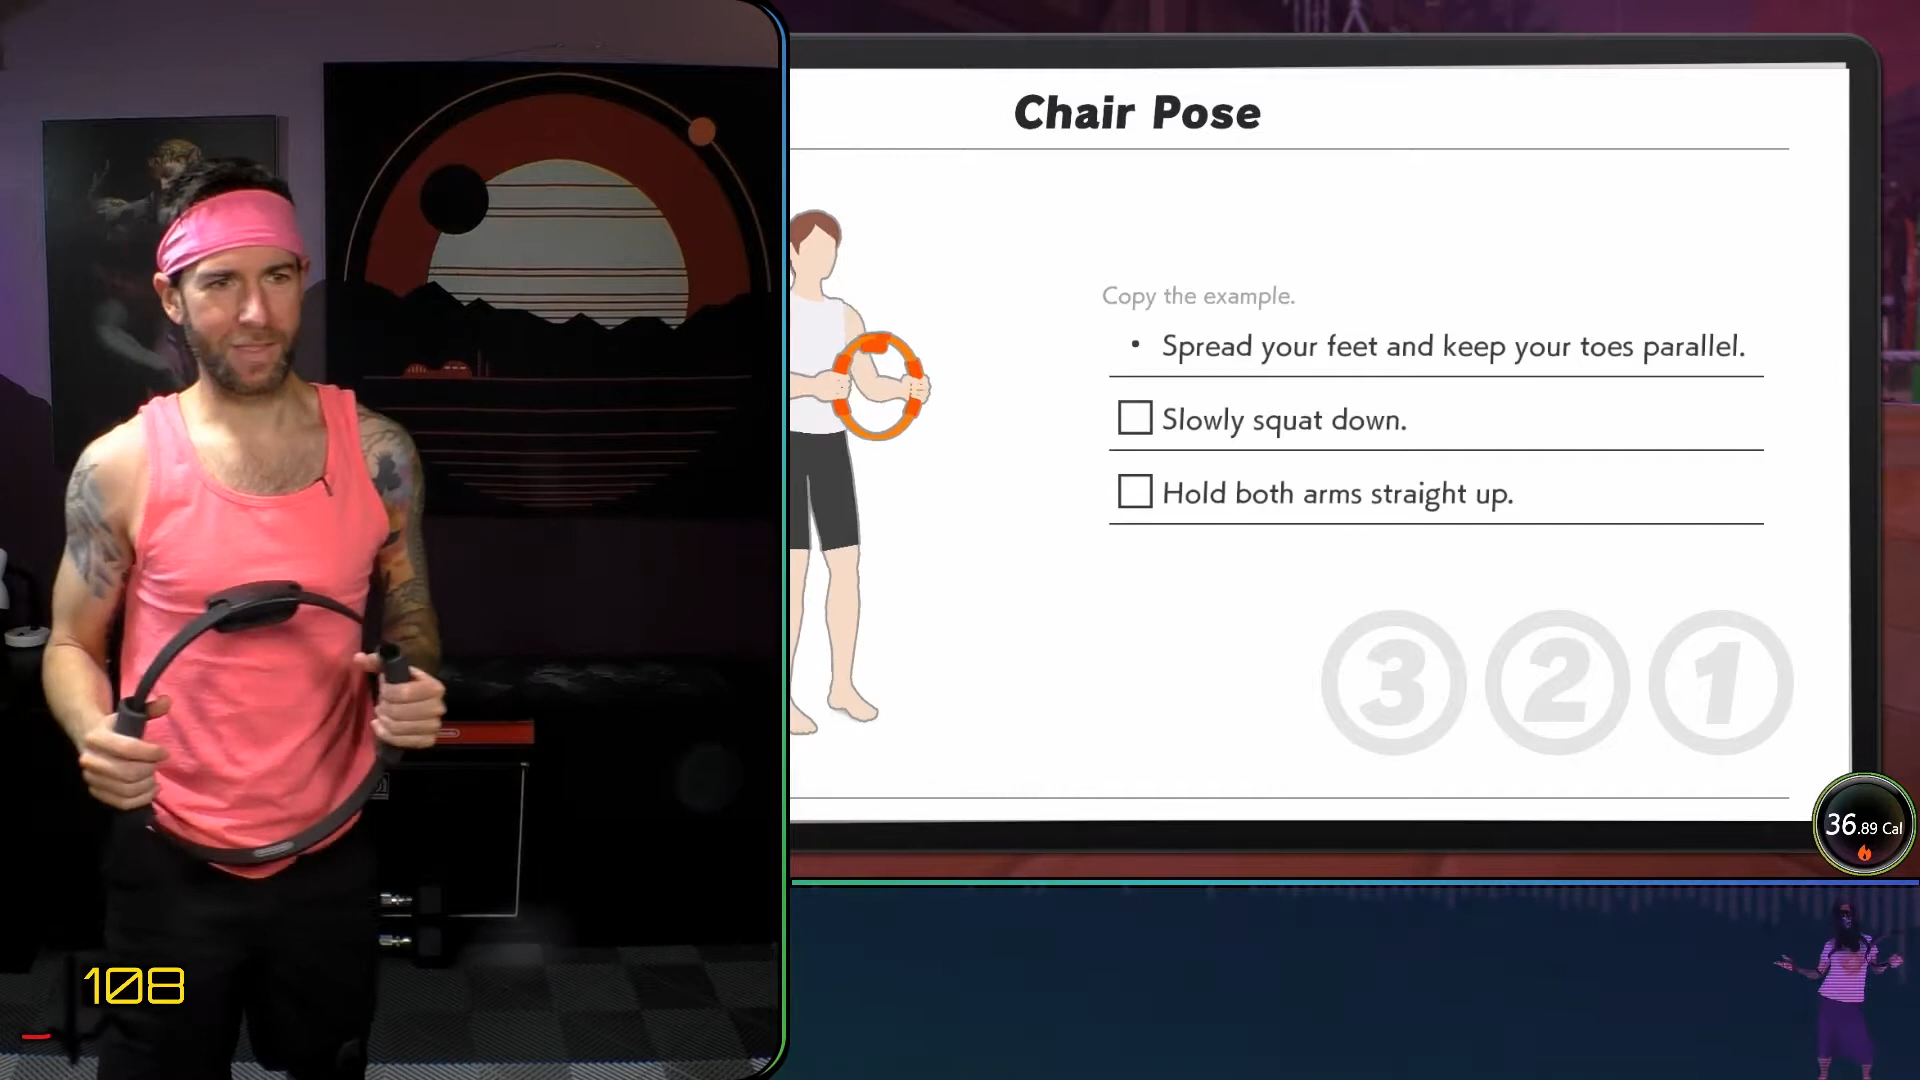 Chair Pose
Copy the example.
• Spread your feet and keep your toes parallel.
Slowly squat down.
Hold both arms straight up.
3 2 1
36.89 Cal
108